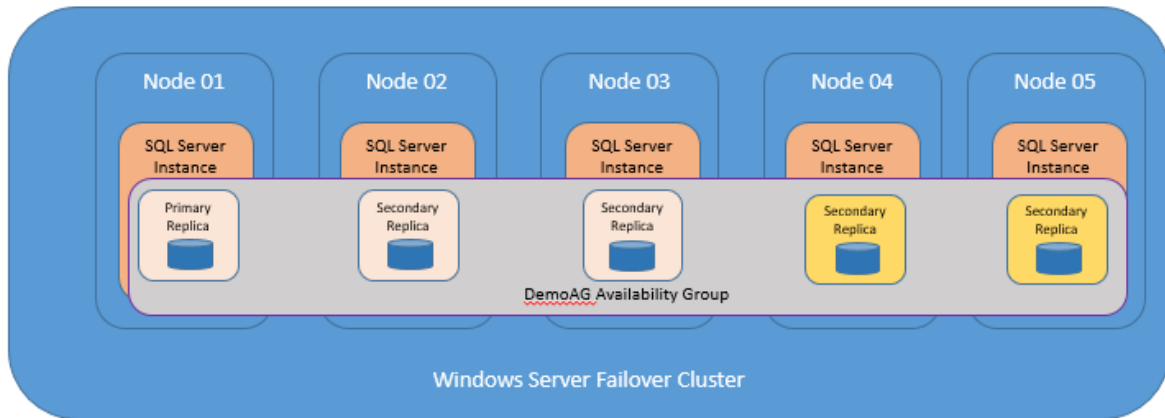 Node 01
Node 02
Node 03
Node 04
Node 05
SQL Server
Instance
SQL Server
Instance
SQL Server
Instance
SQL Server
Instance
SQL Server
Instance
Primary
Replica
Secondary
Replica
Secondary
Replica
Secondary
Replica
Secondary
Replica
DemoAG Availability Group
Windows Server Failover Cluster